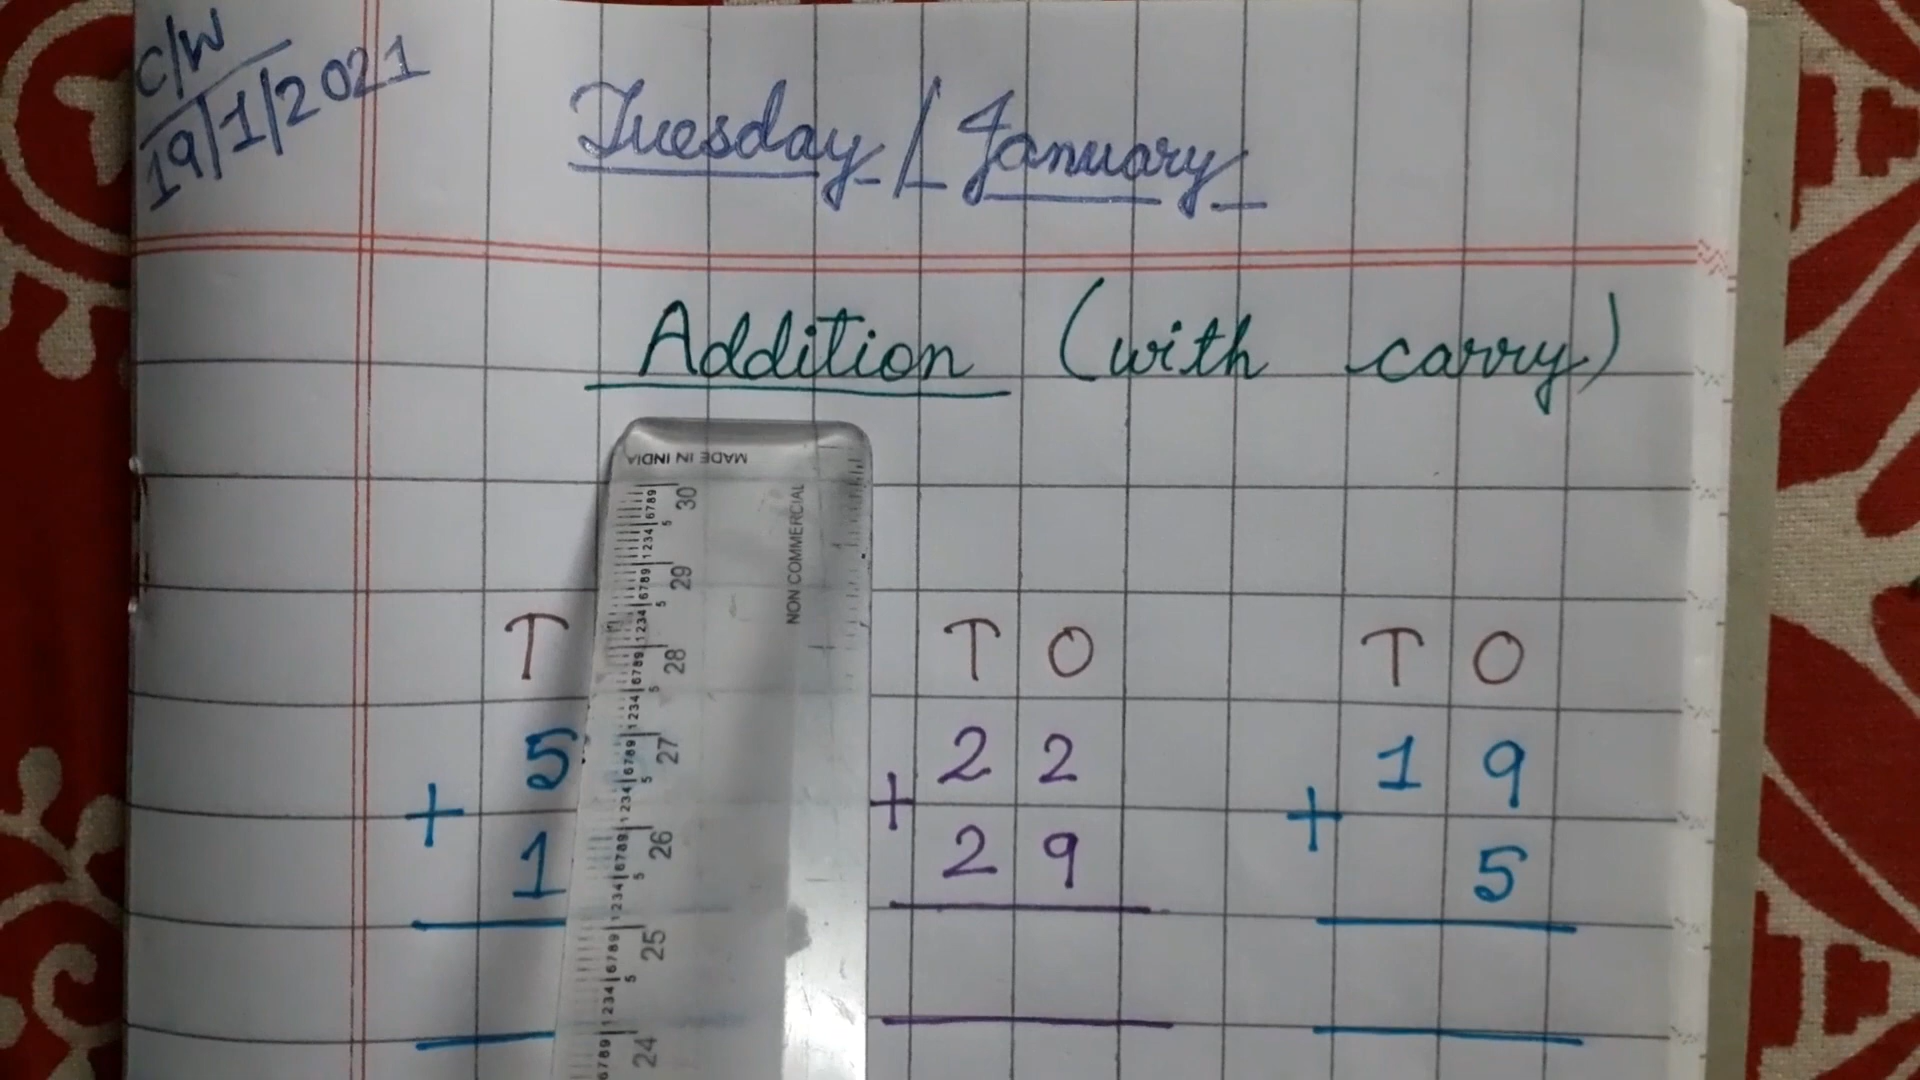 C/W
19/1/2021
Tuesday / January
Addition (with carry)
MADE IN INDIA
NON COMMERCIAL
30
29
28
27
26
25
24
T T O T O
5 2 2 1 9
+ + +
1 2 9 5